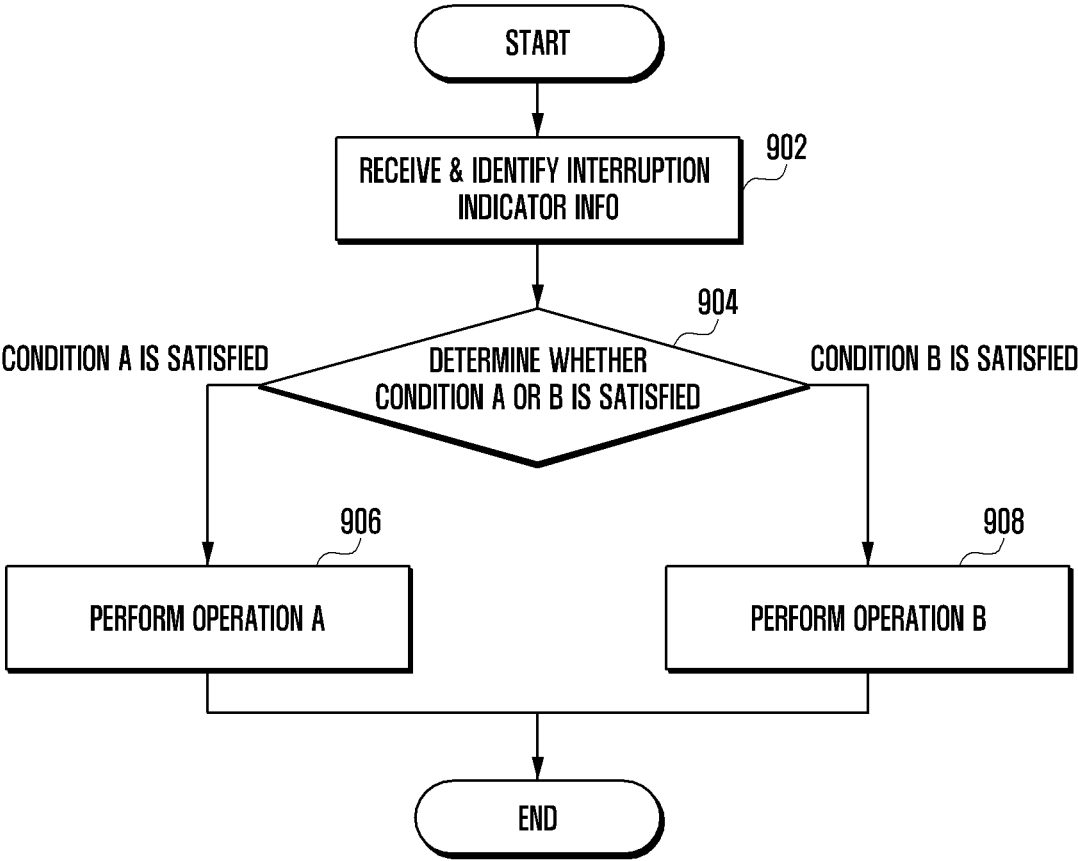 START
RECEIVE & IDENTIFY INTERRUPTION
INDICATOR INFO
902
904
CONDITION A IS SATISFIED
DETERMINE WHETHER
CONDITION A OR B IS SATISFIED
CONDITION B IS SATISFIED
906
PERFORM OPERATION A
908
PERFORM OPERATION B
END